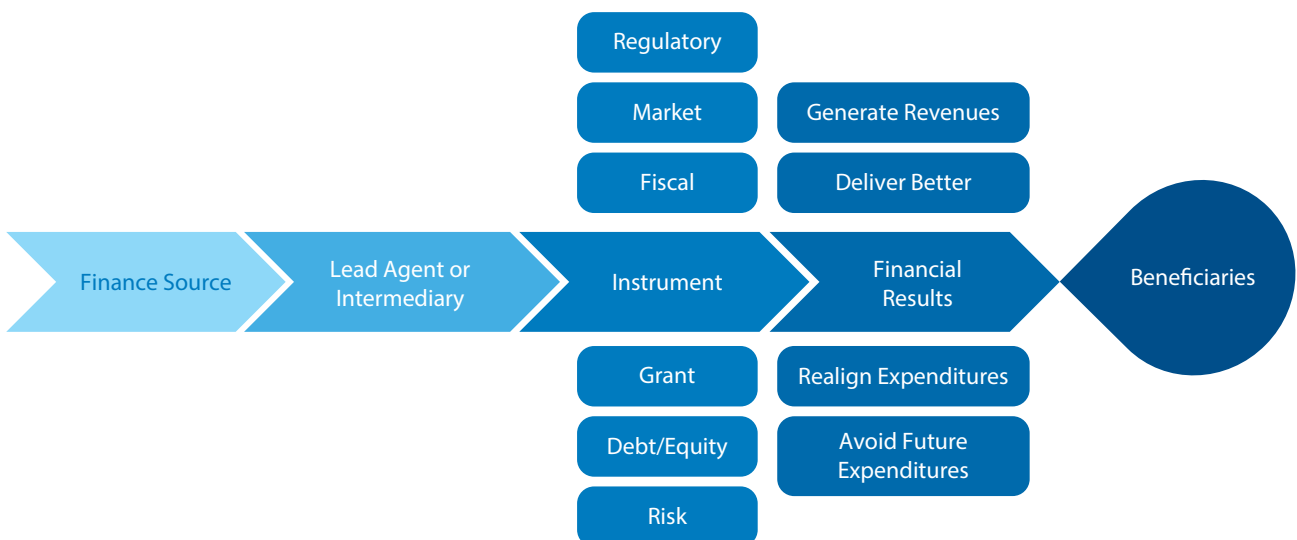 Regulatory
Market
Generate Revenues
Fiscal
Deliver Better
Finance Source
Lead Agent or
Intermediary
Instrument
Financial
Results
Beneficiaries
Grant
Realign Expenditures
Debt/Equity
Avoid Future
Expenditures
Risk